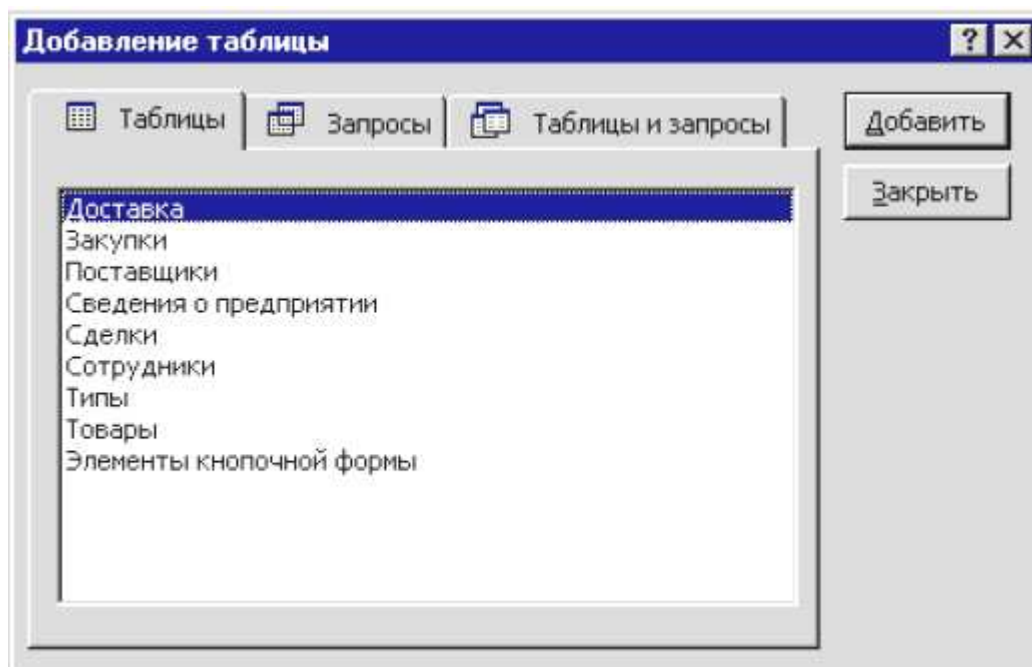 Добавление таблицы
Таблицы Запросы Таблицы и запросы
Добавить
Закрыть
Доставка
Закупки
Поставщики
Сведения о предприятии
Сделки
Сотрудники
Типы
Товары
Элементы кнопочной формы